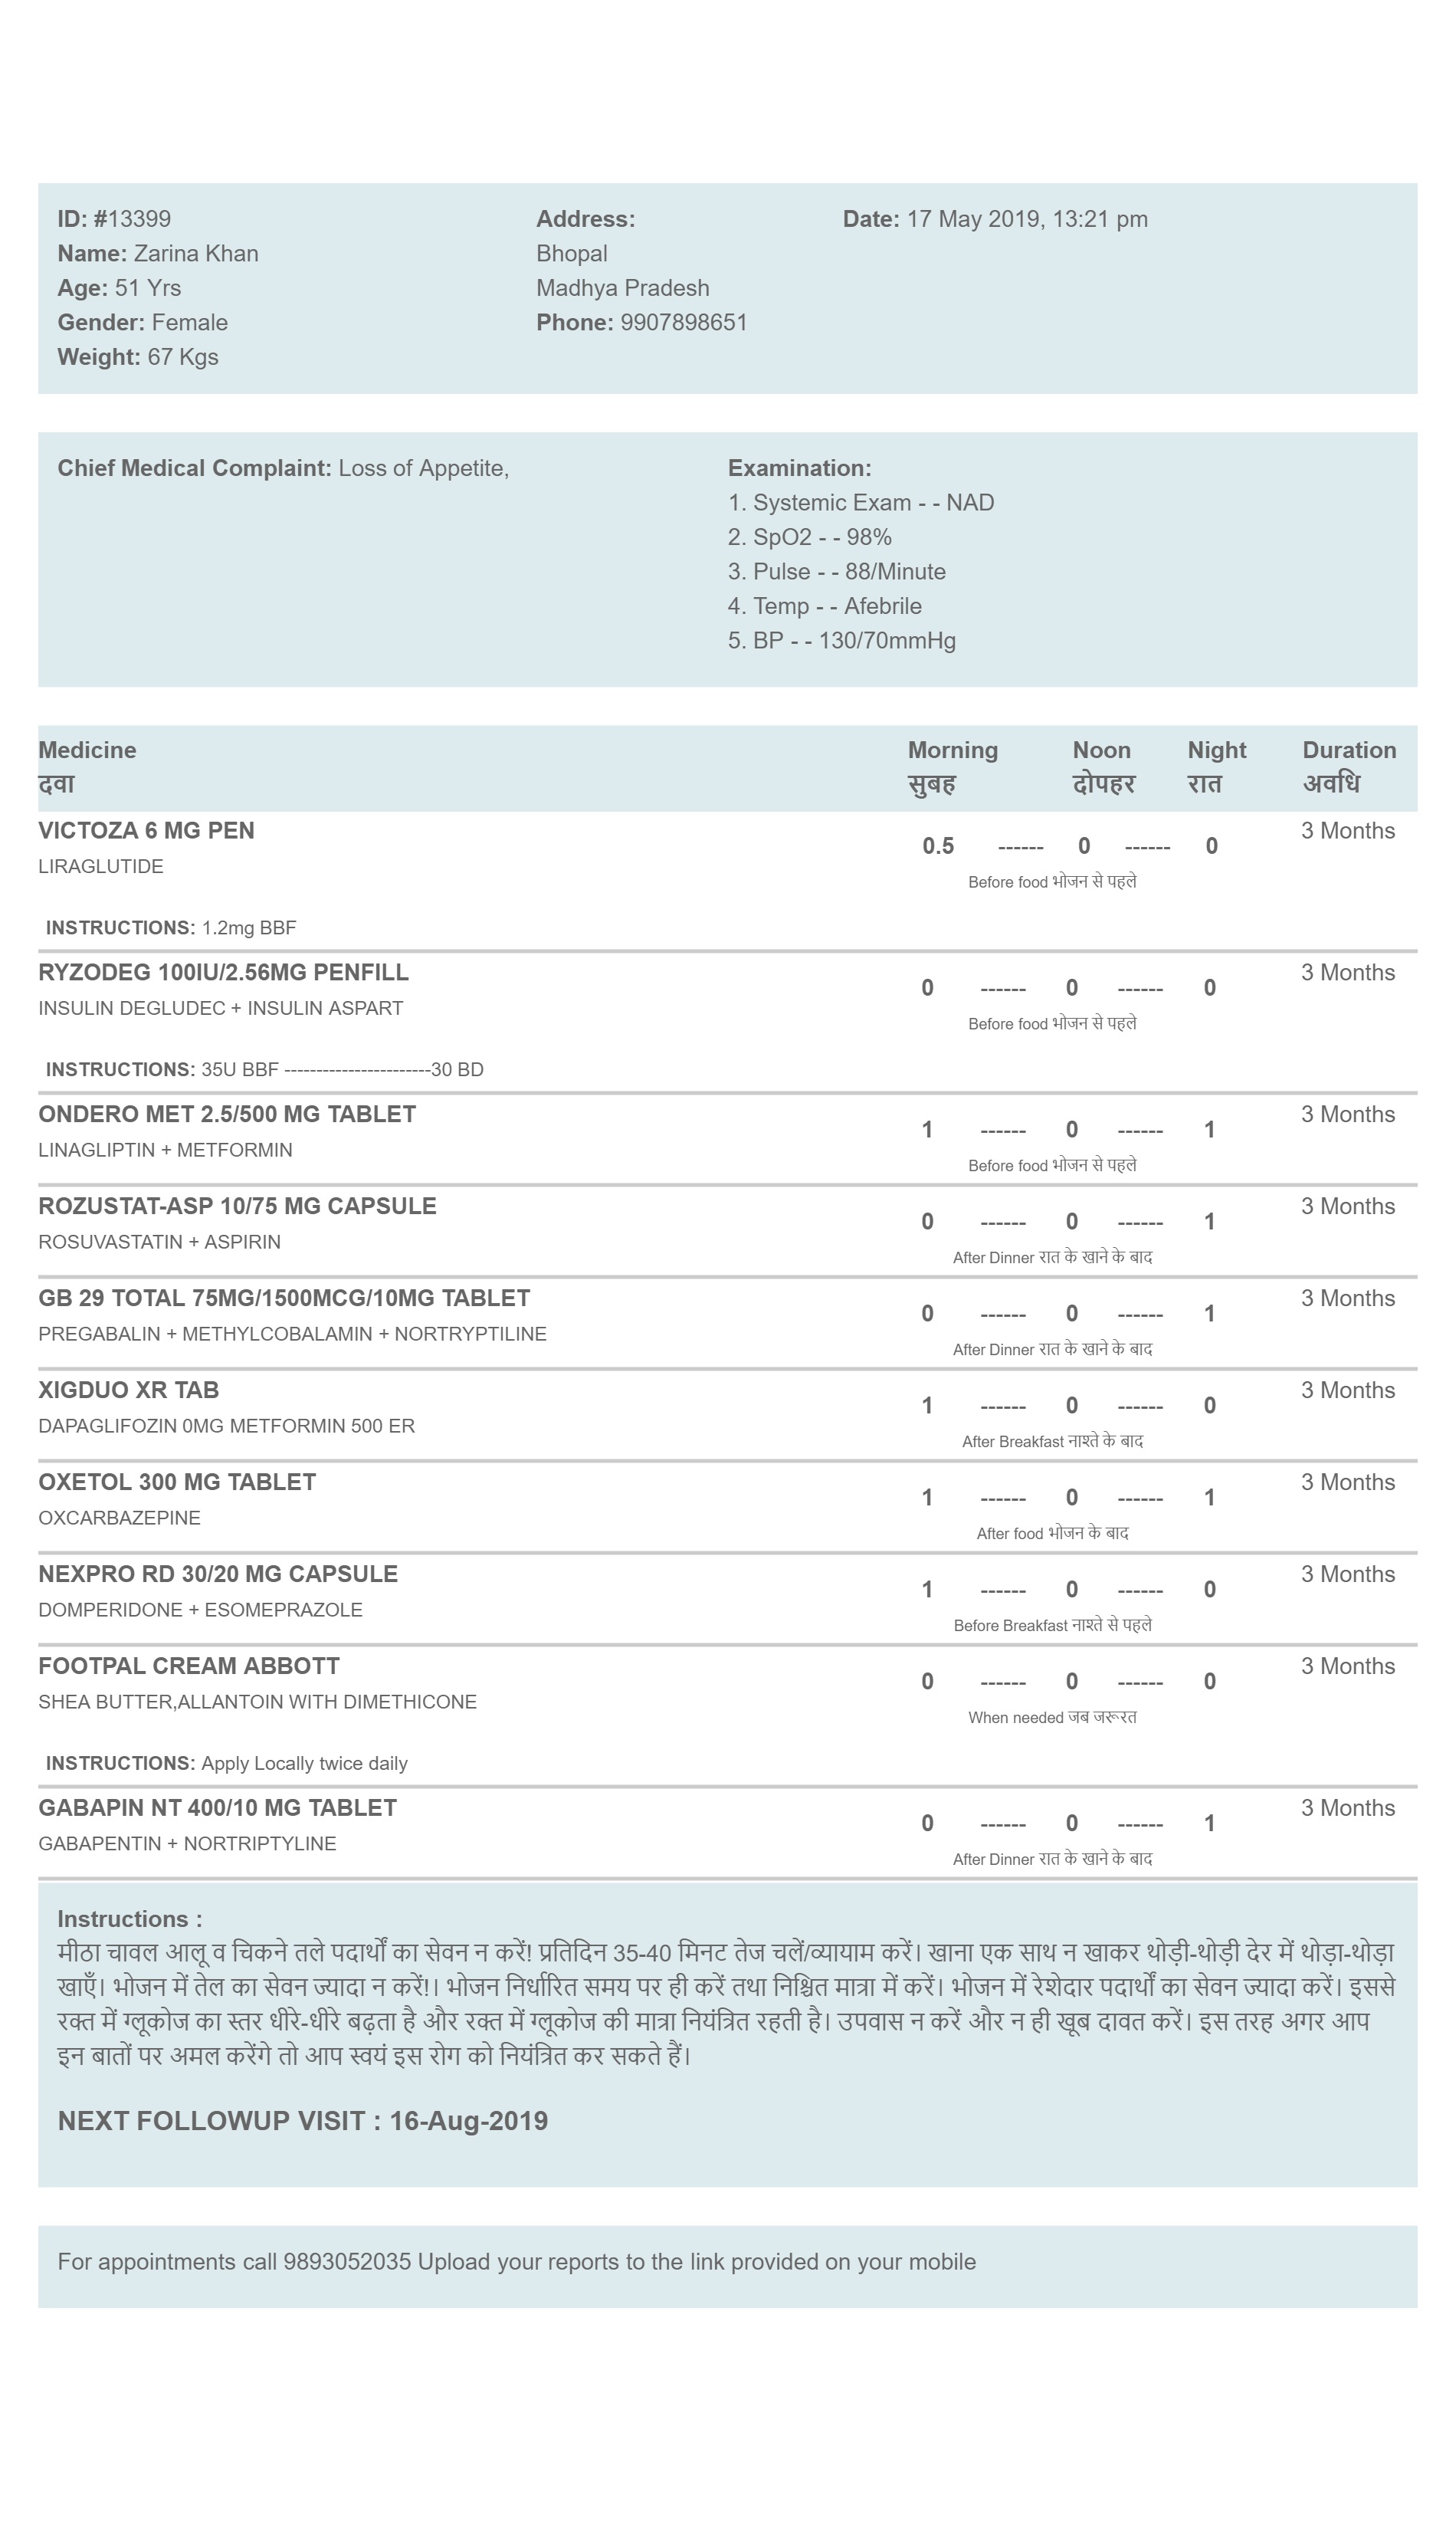 ID: #13399
Name: Zarina Khan
Age: 51 Yrs
Gender: Female
Weight: 67 Kgs
Address:
Bhopal
Madhya Pradesh
Phone: 9907898651
Date: 17 May 2019, 13:21 pm
Chief Medical Complaint: Loss of Appetite,
Examination:
1. Systemic Exam - - NAD
2. SpO2 - - 98%
3. Pulse - - 88/Minute
4. Temp - - Afebrile
5. BP - - 130/70mmHg
Medicine Morning Noon Night Duration
दवा सुबह दोपहर रात अवधि
VICTOZA 6 MG PEN 3 Months
0.5 ------ 0 ------ 0
LIRAGLUTIDE
Before food भोजन से पहले
INSTRUCTIONS: 1.2mg BBF
RYZODEG 100IU/2.56MG PENFILL 3 Months
0 ------ 0 ------ 0
INSULIN DEGLUDEC + INSULIN ASPART
Before food भोजन से पहले
INSTRUCTIONS: 35U BBF -----------------------30 BD
ONDERO MET 2.5/500 MG TABLET 3 Months
1 ------ 0 ------ 1
LINAGLIPTIN + METFORMIN
Before food भोजन से पहले
ROZUSTAT-ASP 10/75 MG CAPSULE 3 Months
0 ------ 0 ------ 1
ROSUVASTATIN + ASPIRIN
After Dinner रात के खाने के बाद
GB 29 TOTAL 75MG/1500MCG/10MG TABLET 3 Months
0 ------ 0 ------ 1
PREGABALIN + METHYLCOBALAMIN + NORTRYPTILINE
After Dinner रात के खाने के बाद
XIGDUO XR TAB 3 Months
1 ------ 0 ------ 0
DAPAGLIFOZIN 0MG METFORMIN 500 ER
After Breakfast नाश्ते के बाद
OXETOL 300 MG TABLET 3 Months
1 ------ 0 ------ 1
OXCARBAZEPINE
After food भोजन के बाद
NEXPRO RD 30/20 MG CAPSULE 3 Months
1 ------ 0 ------ 0
DOMPERIDONE + ESOMEPRAZOLE
Before Breakfast नाश्ते से पहले
FOOTPAL CREAM ABBOTT 3 Months
0 ------ 0 ------ 0
SHEA BUTTER,ALLANTOIN WITH DIMETHICONE
When needed जब जरूरत
INSTRUCTIONS: Apply Locally twice daily
GABAPIN NT 400/10 MG TABLET 3 Months
0 ------ 0 ------ 1
GABAPENTIN + NORTRIPTYLINE
After Dinner रात के खाने के बाद
Instructions :
मीठा चावल आलू व चिकने तले पदार्थों का सेवन न करें! प्रतिदिन 35-40 मिनट तेज चलें/व्यायाम करें। खाना एक साथ न खाकर थोड़ी-थोड़ी देर में थोड़ा-थोड़ा
खाएँ। भोजन में तेल का सेवन ज्यादा न करें!। भोजन निर्धारित समय पर ही करें तथा निश्चित मात्रा में करें। भोजन में रेशेदार पदार्थों का सेवन ज्यादा करें। इससे
रक्त में ग्लूकोज का स्तर धीरे-धीरे बढ़ता है और रक्त में ग्लूकोज की मात्रा नियंत्रित रहती है। उपवास न करें और न ही खूब दावत करें। इस तरह अगर आप
इन बातों पर अमल करेंगे तो आप स्वयं इस रोग को नियंत्रित कर सकते हैं।
NEXT FOLLOWUP VISIT : 16-Aug-2019
For appointments call 9893052035 Upload your reports to the link provided on your mobile